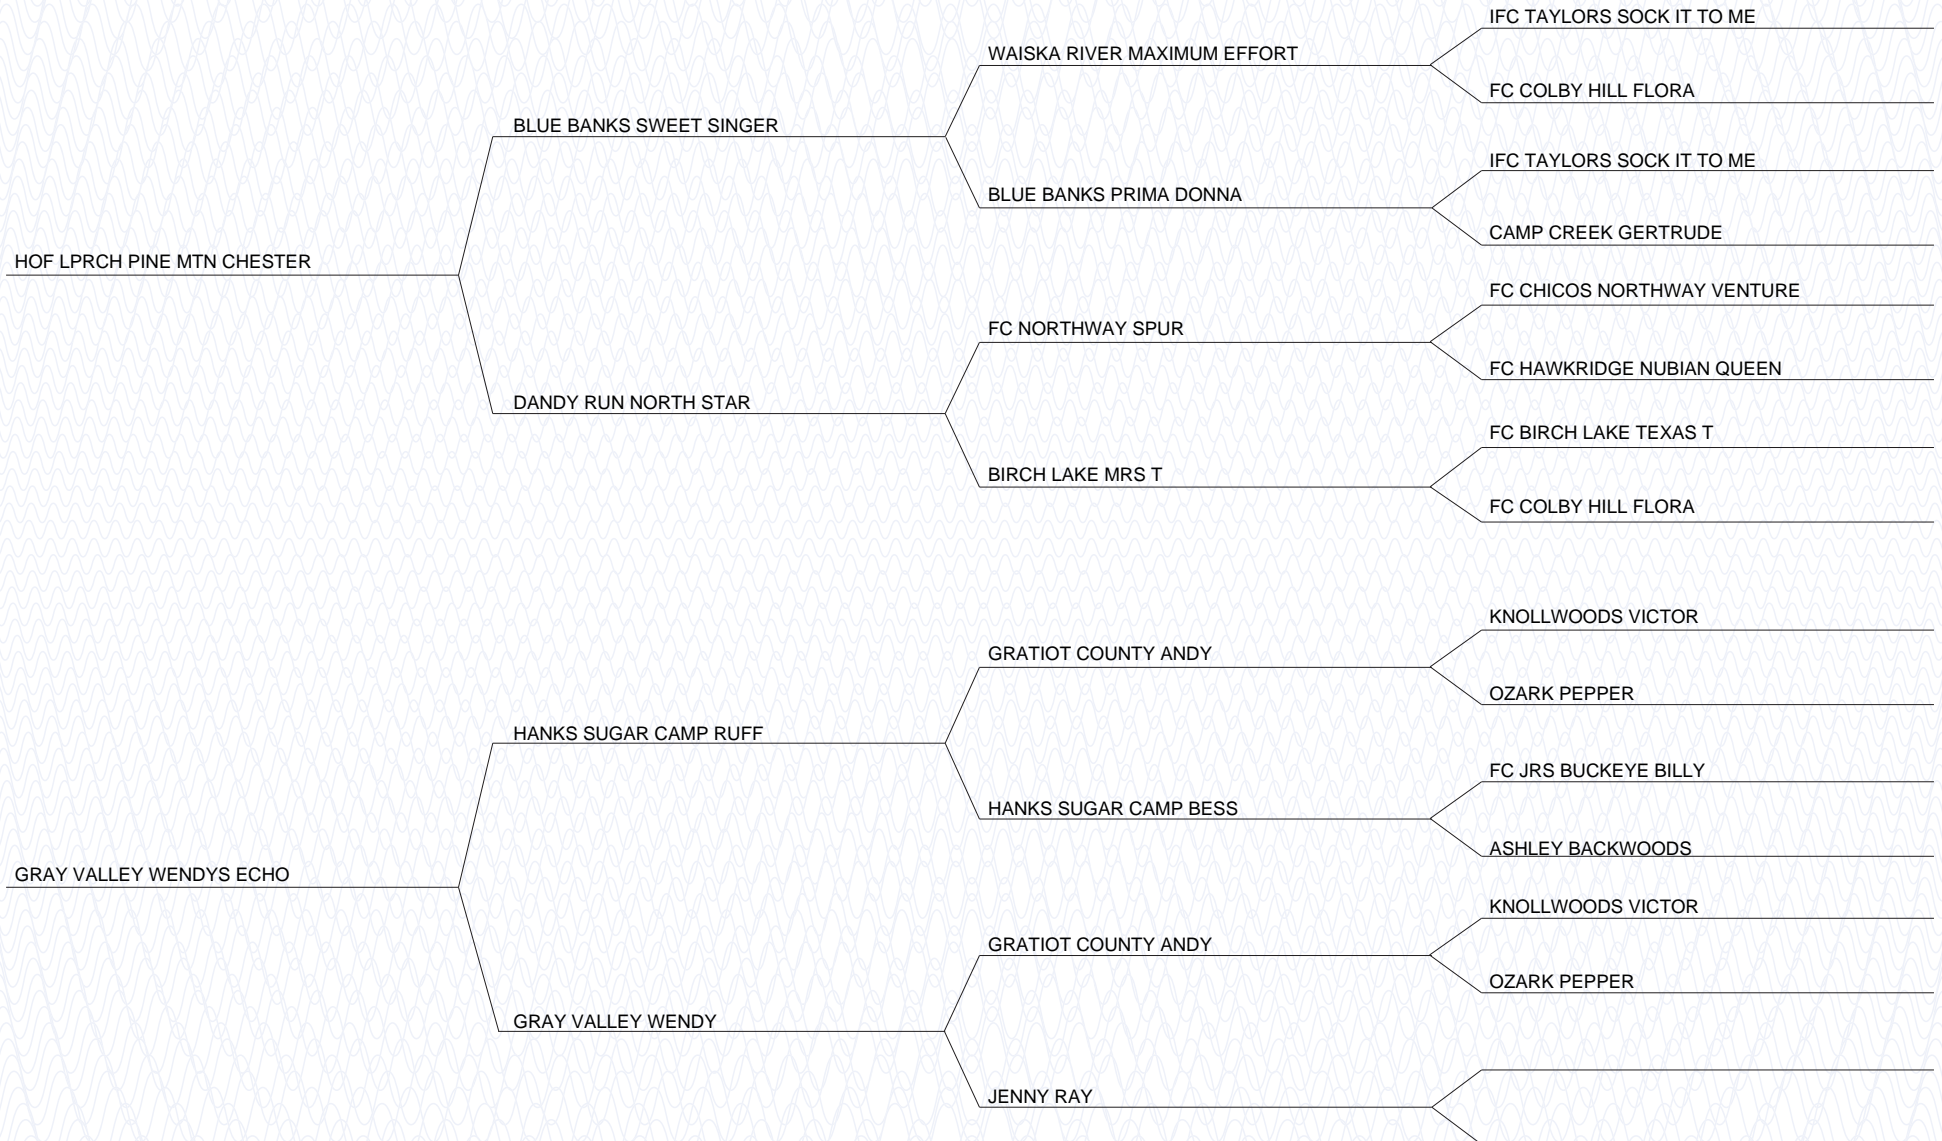 IFC TAYLORS SOCK IT TO ME
WAISKA RIVER MAXIMUM EFFORT
FC COLBY HILL FLORA
BLUE BANKS SWEET SINGER
IFC TAYLORS SOCK IT TO ME
BLUE BANKS PRIMA DONNA
CAMP CREEK GERTRUDE
HOF LPRCH PINE MTN CHESTER
FC CHICOS NORTHWAY VENTURE
FC NORTHWAY SPUR
FC HAWKRIDGE NUBIAN QUEEN
DANDY RUN NORTH STAR
FC BIRCH LAKE TEXAS T
BIRCH LAKE MRS T
FC COLBY HILL FLORA
KNOLLWOODS VICTOR
GRATIOT COUNTY ANDY
OZARK PEPPER
HANKS SUGAR CAMP RUFF
FC JRS BUCKEYE BILLY
HANKS SUGAR CAMP BESS
ASHLEY BACKWOODS
GRAY VALLEY WENDYS ECHO
KNOLLWOODS VICTOR
GRATIOT COUNTY ANDY
OZARK PEPPER
GRAY VALLEY WENDY
JENNY RAY